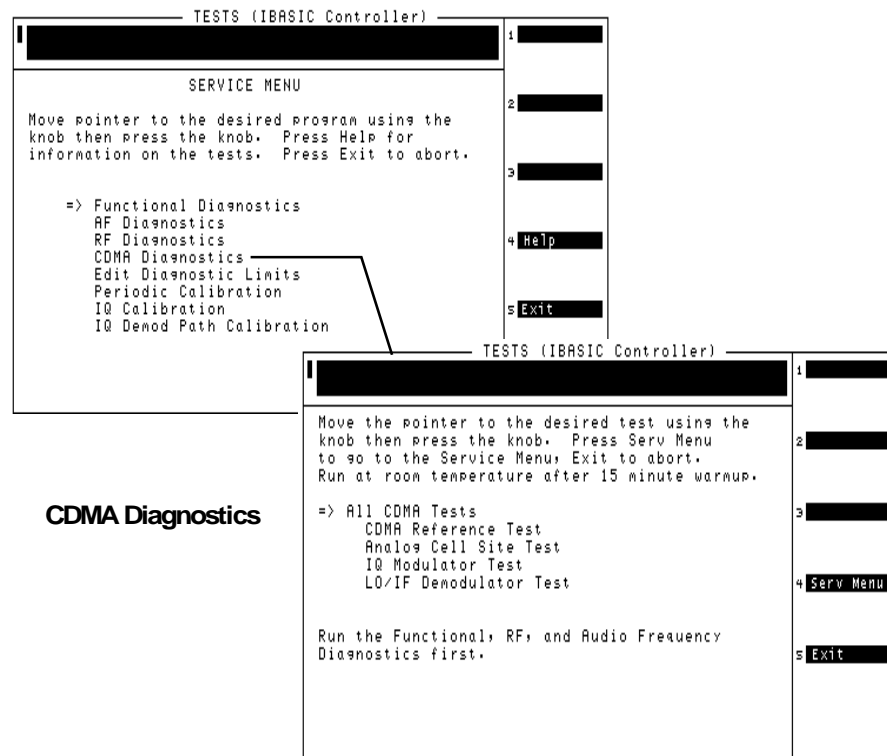 TESTS (IBASIC Controller)
1
SERVICE MENU
2
Move pointer to the desired program using the
knob then press the knob. Press Help for
information on the tests. Press Exit to abort.
3
=> Functional Diagnostics
AF Diagnostics
RF Diagnostics
4 Help
CDMA Diagnostics
Edit Diagnostic Limits
Periodic Calibration
IQ Calibration
5 Exit
IQ Demod Path Calibration
TESTS (IBASIC Controller)
1
Move the pointer to the desired test using the
knob then press the knob. Press Serv Menu
2
to go to the Service Menu, Exit to abort.
Run at room temperature after 15 minute warmup.
CDMA Diagnostics
=> All CDMA Tests
3
CDMA Reference Test
Analog Cell Site Test
IQ Modulator Test
LO/IF Demodulator Test
4 Serv Menu
Run the Functional, RF, and Audio Frequency
Diagnostics first.
5 Exit